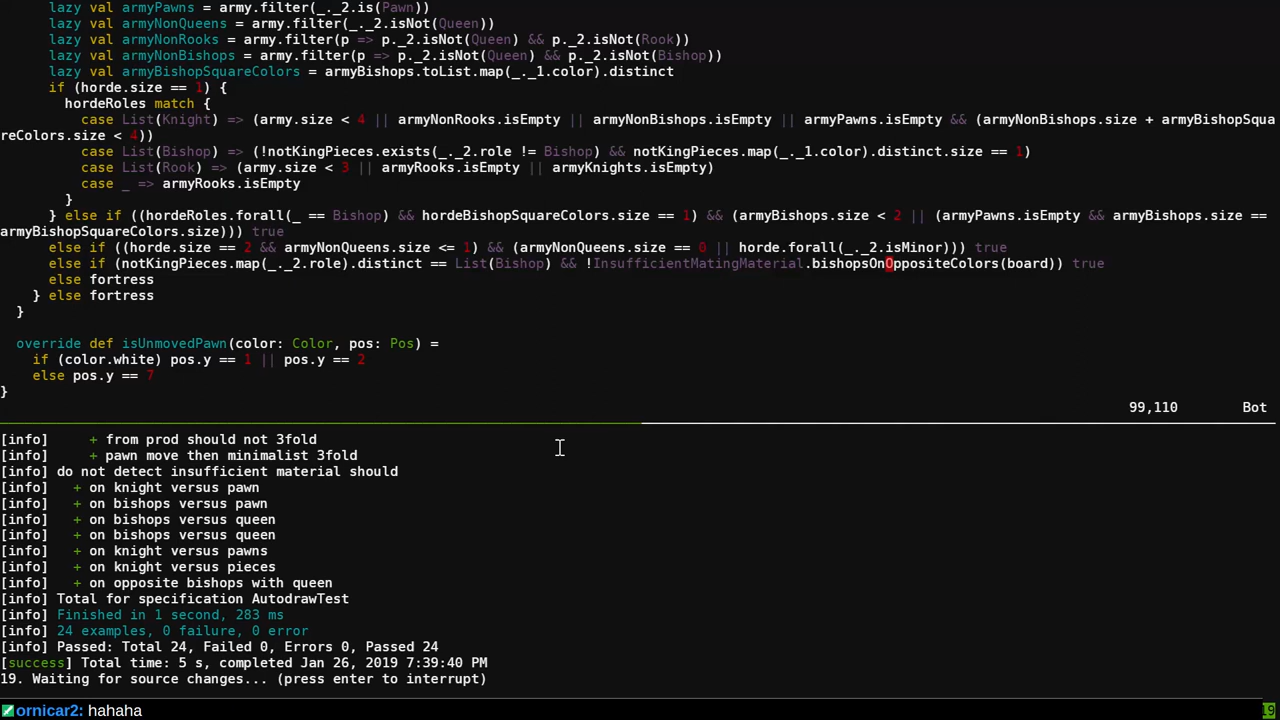 lazy val armyPawns = army.filter(_._2.is(Pawn))
lazy val armyNonQueens = army.filter(_._2.isNot(Queen))
lazy val armyNonRooks = army.filter(p => p._2.isNot(Queen) && p._2.isNot(Rook))
lazy val armyNonBishops = army.filter(p => p._2.isNot(Queen) && p._2.isNot(Bishop))
lazy val armyBishopSquareColors = armyBishops.toList.map(_._1.color).distinct
if (horde.size == 1) {
hordeRoles match {
case List(Knight) => (army.size < 4 || armyNonRooks.isEmpty || armyNonBishops.isEmpty || armyPawns.isEmpty && (armyNonBishops.size + armyBishopSqua
reColors.size < 4))
case List(Bishop) => (!notKingPieces.exists(_._2.role != Bishop) && notKingPieces.map(_._1.color).distinct.size == 1)
case List(Rook) => (army.size < 3 || armyRooks.isEmpty || armyKnights.isEmpty)
case _ => armyRooks.isEmpty
}
} else if ((hordeRoles.forall(_ == Bishop) && hordeBishopSquareColors.size == 1) && (armyBishops.size < 2 || (armyPawns.isEmpty && armyBishops.size ==
armyBishopSquareColors.size))) true
else if ((horde.size == 2 && armyNonQueens.size <= 1) && (armyNonQueens.size == 0 || horde.forall(_._2.isMinor))) true
else if (notKingPieces.map(_._2.role).distinct == List(Bishop) && !InsufficientMatingMaterial.bishopsOnOppositeColors(board)) true
else fortress
} else fortress
}
override def isUnmovedPawn(color: Color, pos: Pos) =
if (color.white) pos.y == 1 || pos.y == 2
else pos.y == 7
}
99,110 Bot
[info] + from prod should not 3fold
[info] + pawn move then minimalist 3fold
[info] do not detect insufficient material should
[info] + on knight versus pawn
[info] + on bishops versus pawn
[info] + on bishops versus queen
[info] + on bishops versus queen
[info] + on knight versus pawns
[info] + on knight versus pieces
[info] + on opposite bishops with queen
[info] Total for specification AutodrawTest
[info] Finished in 1 second, 283 ms
[info] 24 examples, 0 failure, 0 error
[info] Passed: Total 24, Failed 0, Errors 0, Passed 24
[success] Total time: 5 s, completed Jan 26, 2019 7:39:40 PM
19. Waiting for source changes... (press enter to interrupt)
ornicar2: hahaha
19